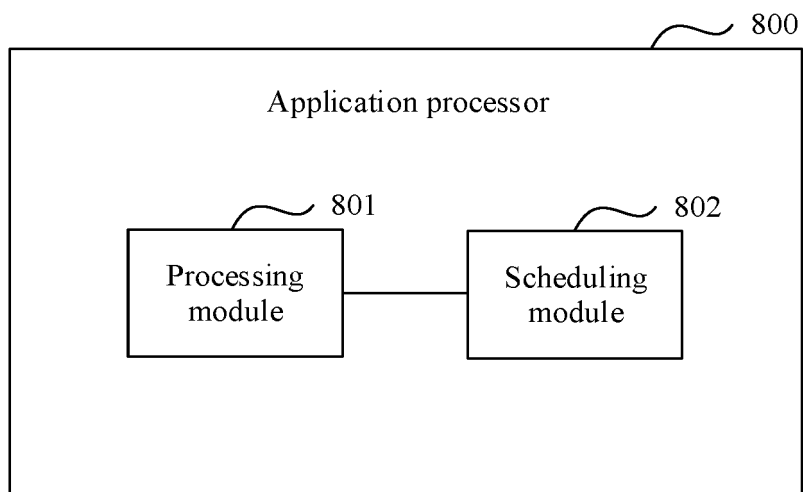 800
Application processor
801
802
Processing
module
Scheduling
module